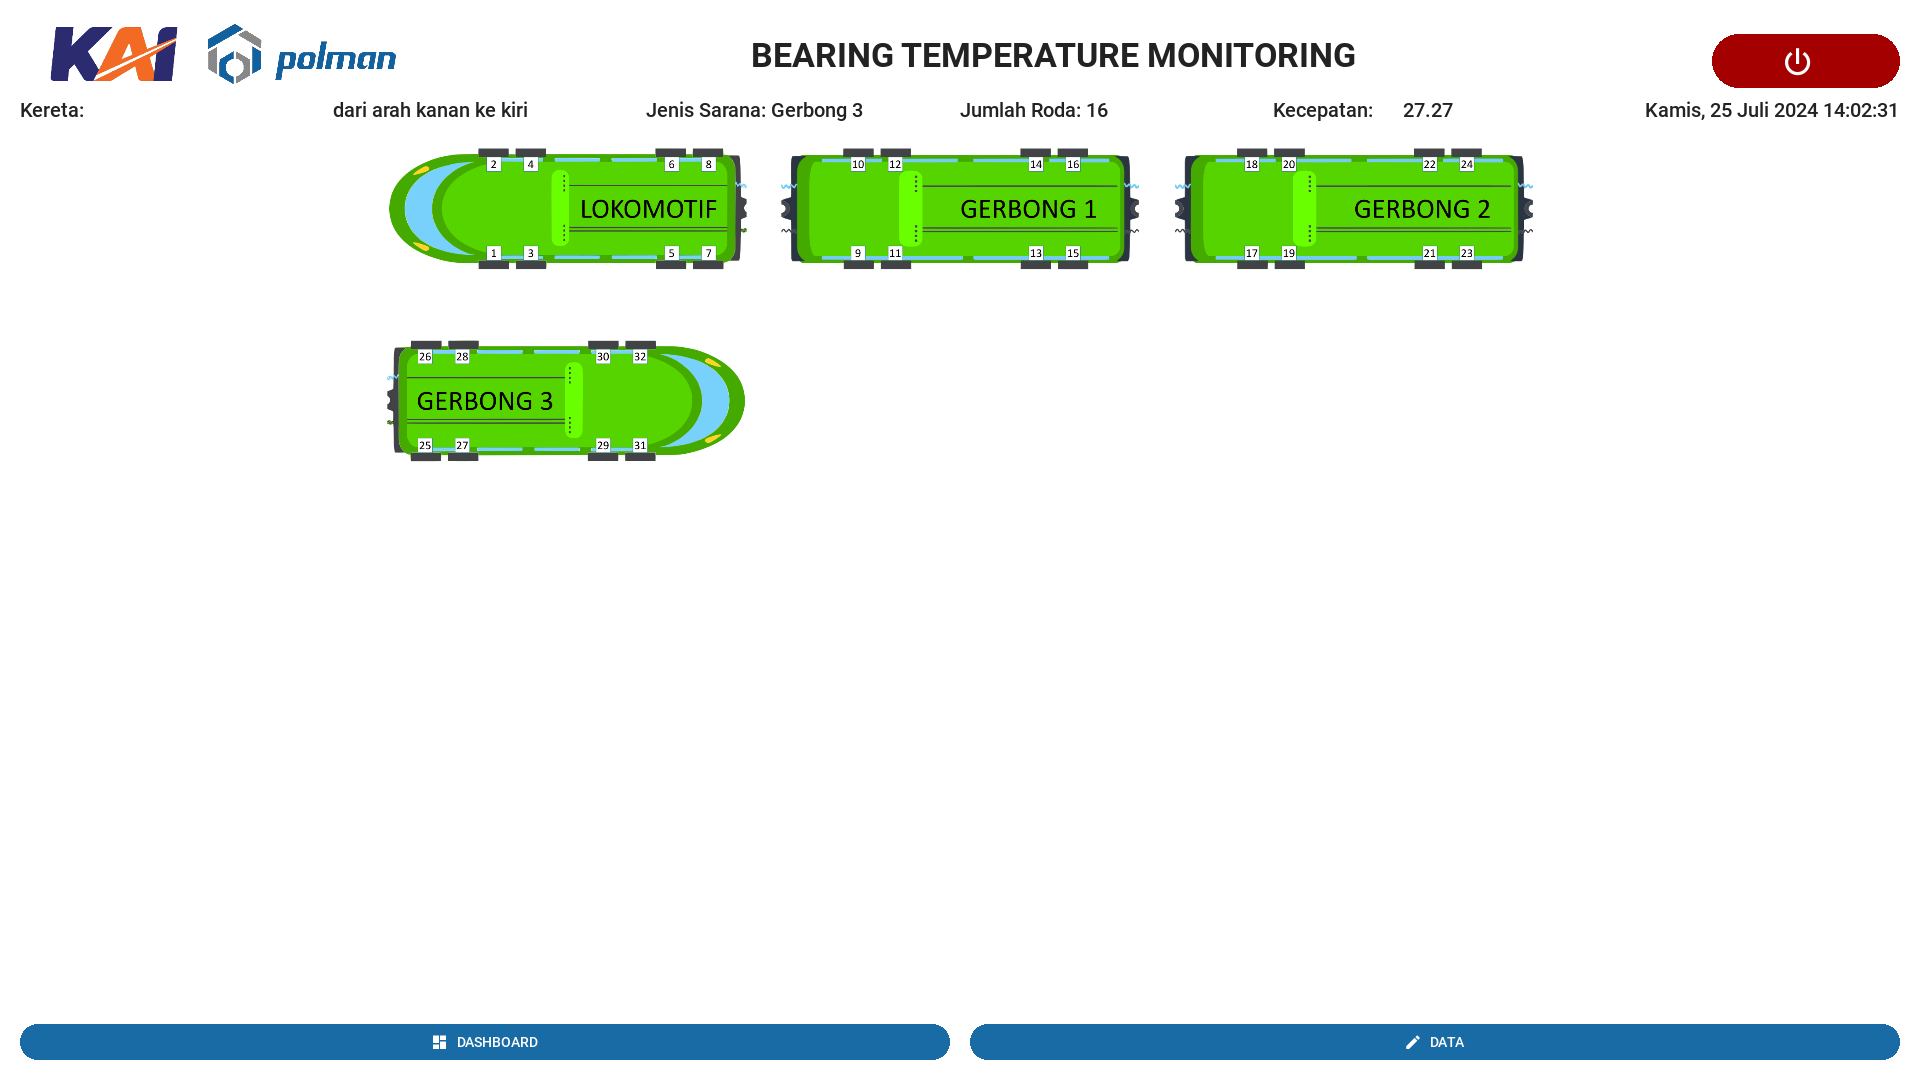 KAI polman BEARING TEMPERATURE MONITORING
Kereta: dari arah kanan ke kiri Jenis Sarana: Gerbong 3 Jumlah Roda: 16 Kecepatan: 27.27 Kamis, 25 Juli 2024 14:02:31
2 4 6 8 10 12 14 16 18 20 22 24
LOKOMOTIF GERBONG 1 GERBONG 2
1 3 5 7 9 11 13 15 17 19 21 23
26 28 30 32
GERBONG 3
25 27 29 31
DASHBOARD DATA